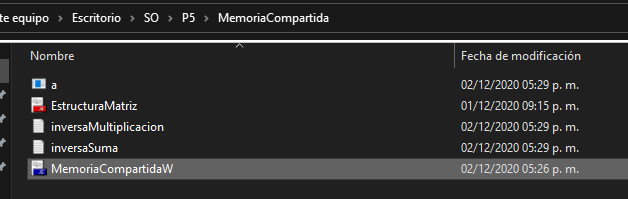 te equipo > Escritorio > SO > P5 > MemoriaCompartida
Nombre Fecha de modificación
a 02/12/2020 05:29 p. m.
EstructuraMatriz 01/12/2020 09:15 p. m.
inversaMultiplicacion 02/12/2020 05:29 p. m.
inversaSuma 02/12/2020 05:29 p. m.
MemoriaCompartidaW 02/12/2020 05:26 p. m.